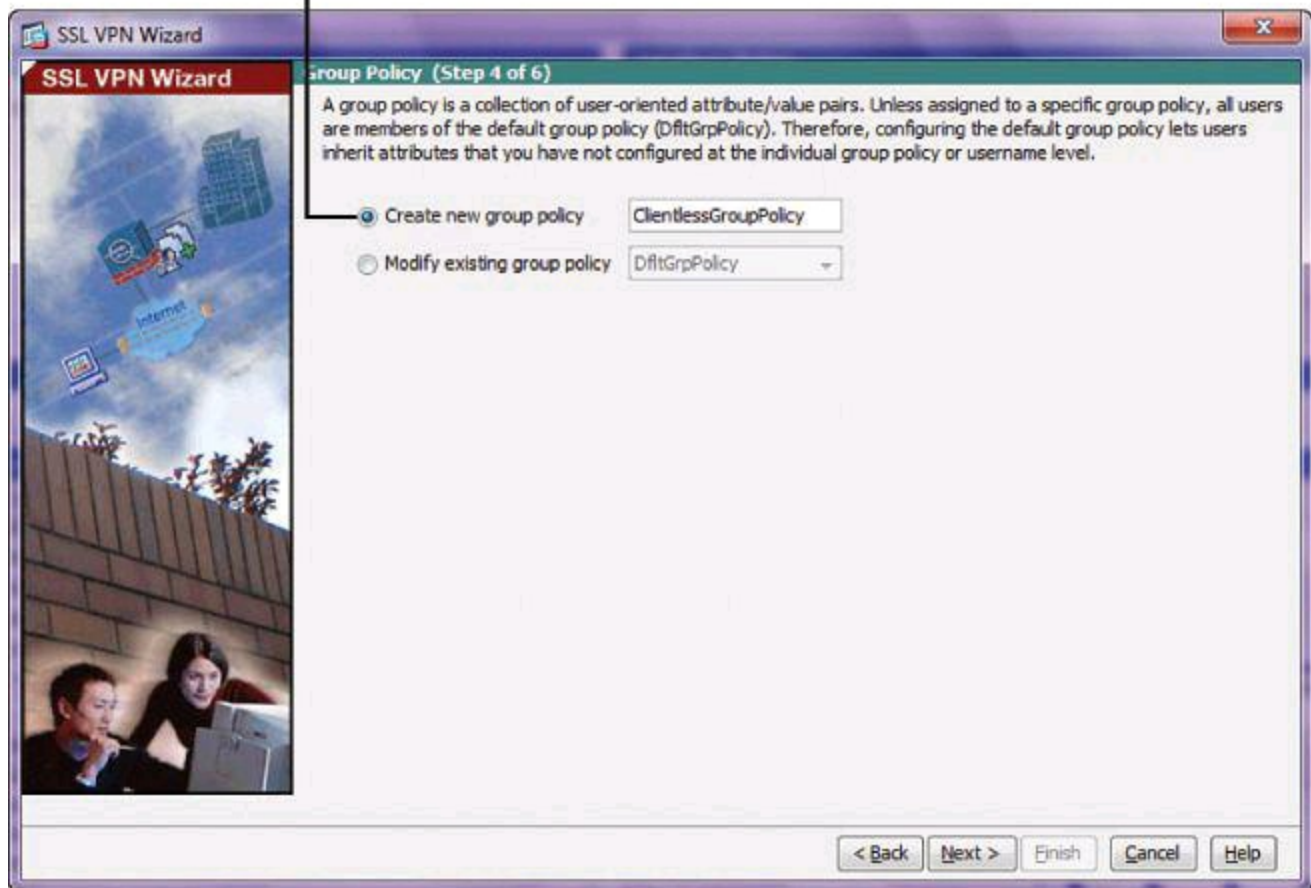 SSL VPN Wizard
SSL VPN Wizard
Group Policy (Step 4 of 6)
A group policy is a collection of user-oriented attribute/value pairs. Unless assigned to a specific group policy, all users
are members of the default group policy (DfltGrpPolicy). Therefore, configuring the default group policy lets users
inherit attributes that you have not configured at the individual group policy or username level.
Create new group policy ClientlessGroupPolicy
Modify existing group policy DfltGrpPolicy
Internet
< Back Next > Finish Cancel Help